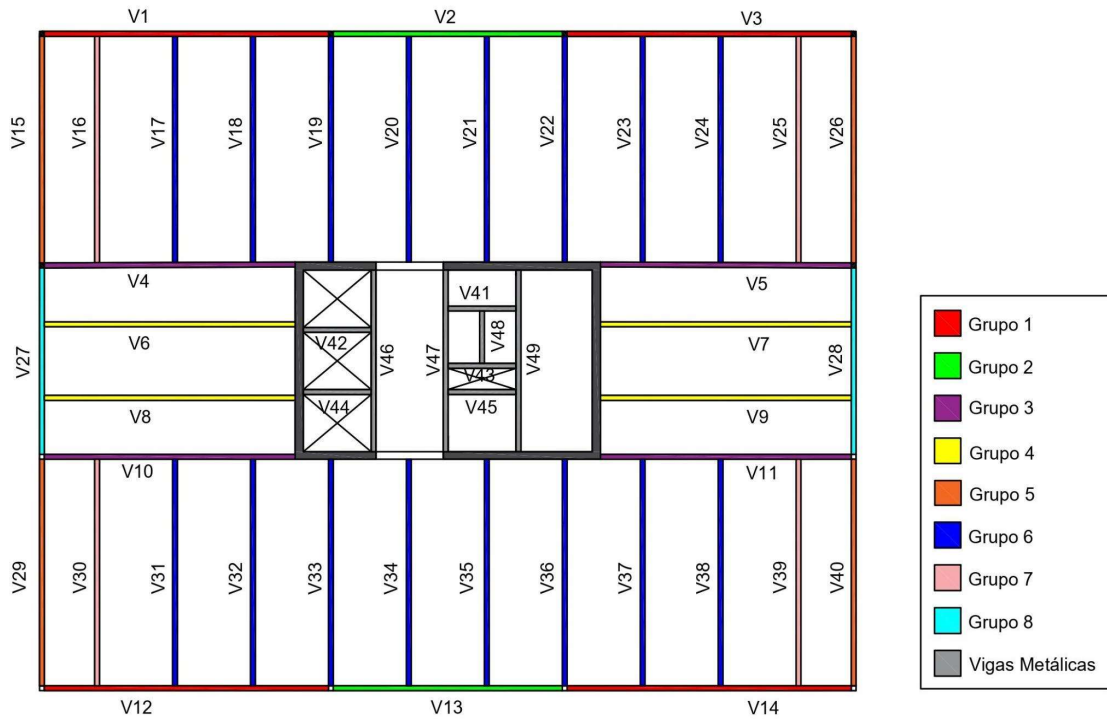 V1
V2
V3
V15
V16
V17
V18
V19
V20
V21
V22
V23
V24
V25
V26
V4
V5
V41
V6
V42
V46
V47
V48
V49
V7
V27
V28
V43
V8
V44
V45
V9
V10
V11
V29
V30
V31
V32
V33
V34
V35
V36
V37
V38
V39
V40
V12
V13
V14
Grupo 1
Grupo 2
Grupo 3
Grupo 4
Grupo 5
Grupo 6
Grupo 7
Grupo 8
Vigas Metálicas